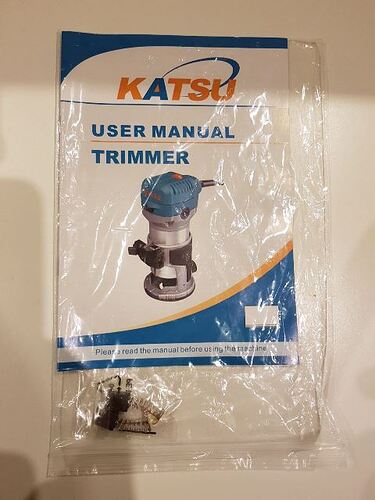 KATSU
USER MANUAL
TRIMMER
Please read the manual before using the machine